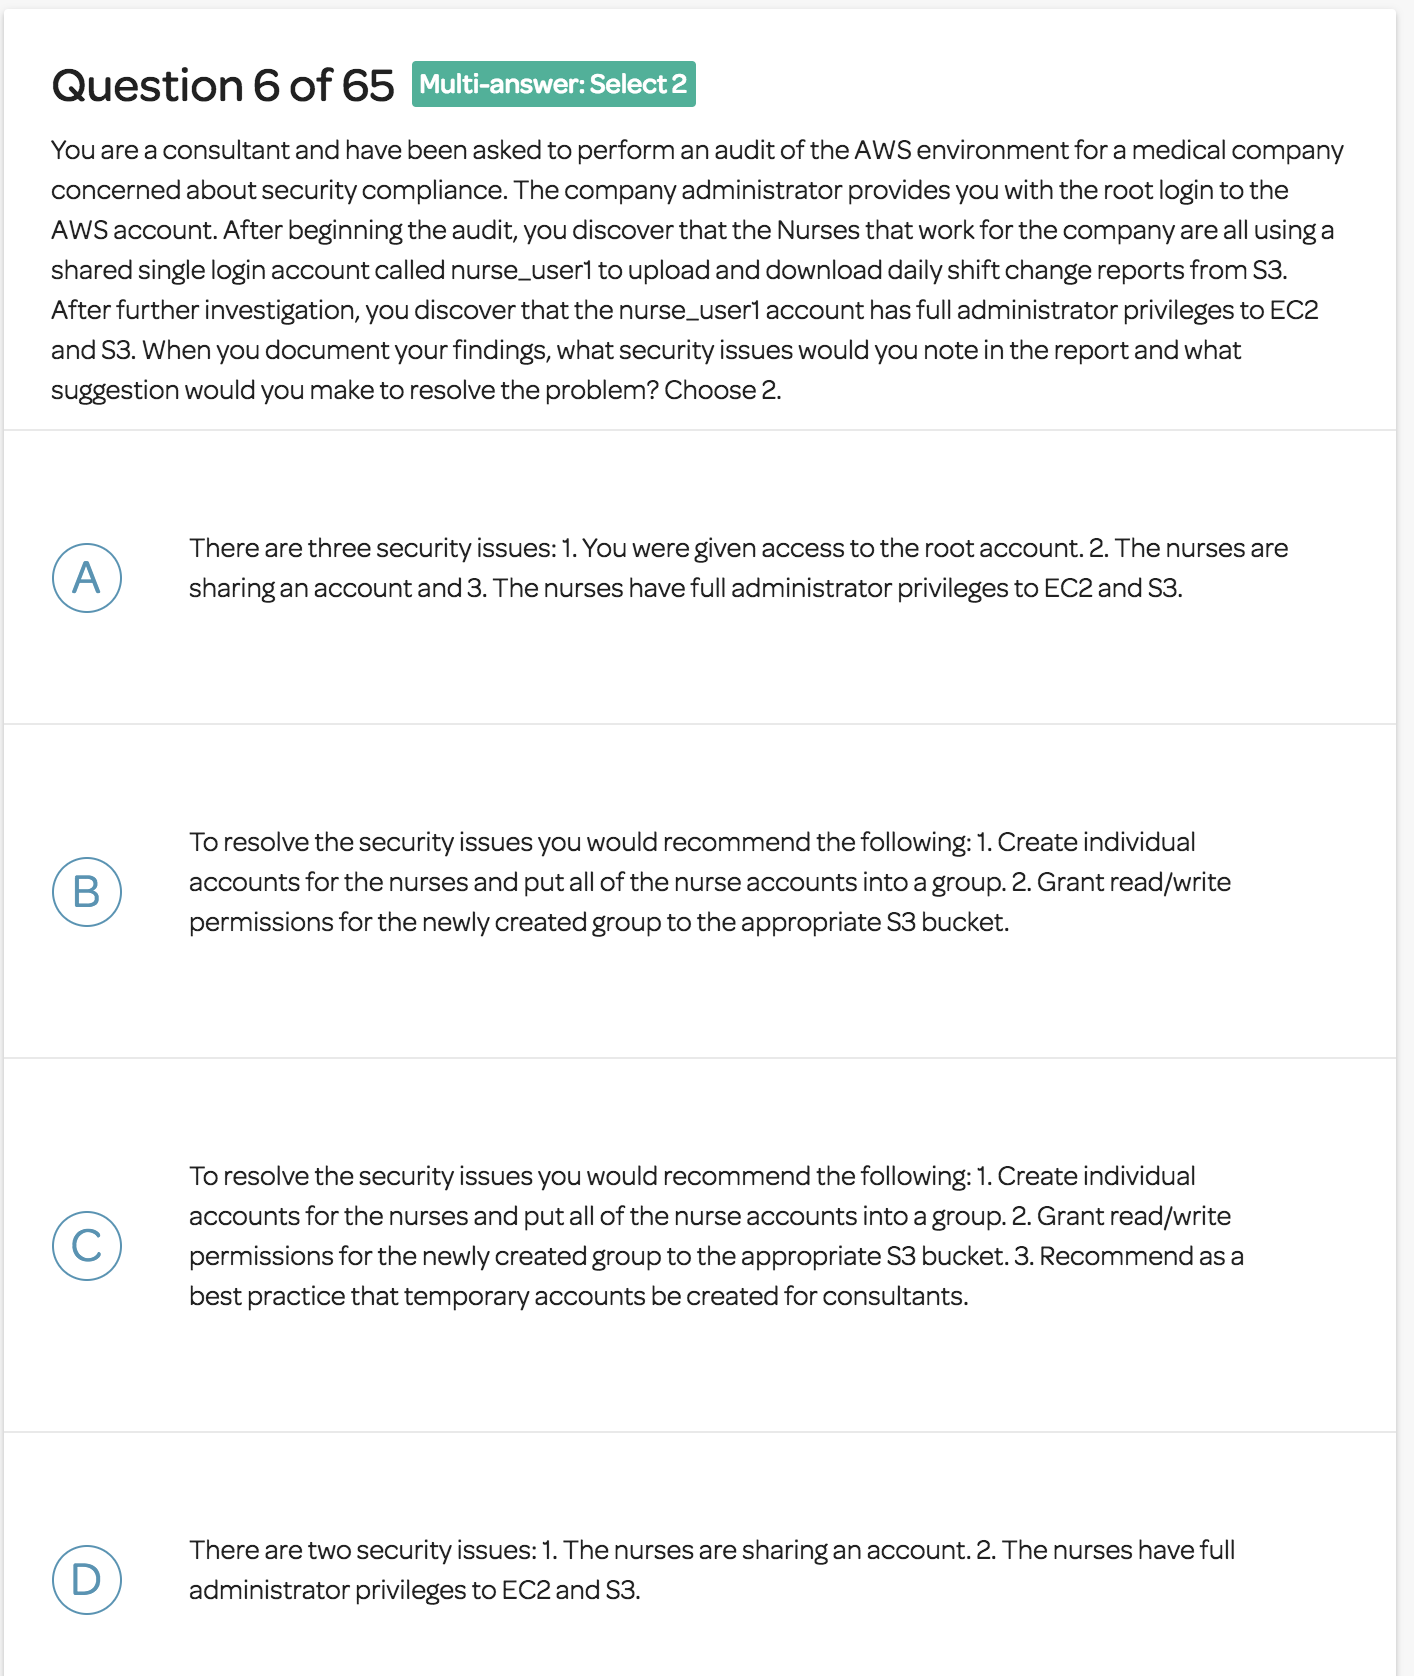 Question 6 of 65 Multi-answer: Select 2
You are a consultant and have been asked to perform an audit of the AWS environment for a medical company
concerned about security compliance. The company administrator provides you with the root login to the
AWS account. After beginning the audit, you discover that the Nurses that work for the company are all using a
shared single login account called nurse_user1 to upload and download daily shift change reports from S3.
After further investigation, you discover that the nurse_user1 account has full administrator privileges to EC2
and S3. When you document your findings, what security issues would you note in the report and what
suggestion would you make to resolve the problem? Choose 2.
A
There are three security issues: 1. You were given access to the root account. 2. The nurses are
sharing an account and 3. The nurses have full administrator privileges to EC2 and S3.
B
To resolve the security issues you would recommend the following: 1. Create individual
accounts for the nurses and put all of the nurse accounts into a group. 2. Grant read/write
permissions for the newly created group to the appropriate S3 bucket.
C
To resolve the security issues you would recommend the following: 1. Create individual
accounts for the nurses and put all of the nurse accounts into a group. 2. Grant read/write
permissions for the newly created group to the appropriate S3 bucket. 3. Recommend as a
best practice that temporary accounts be created for consultants.
D
There are two security issues: 1. The nurses are sharing an account. 2. The nurses have full
administrator privileges to EC2 and S3.